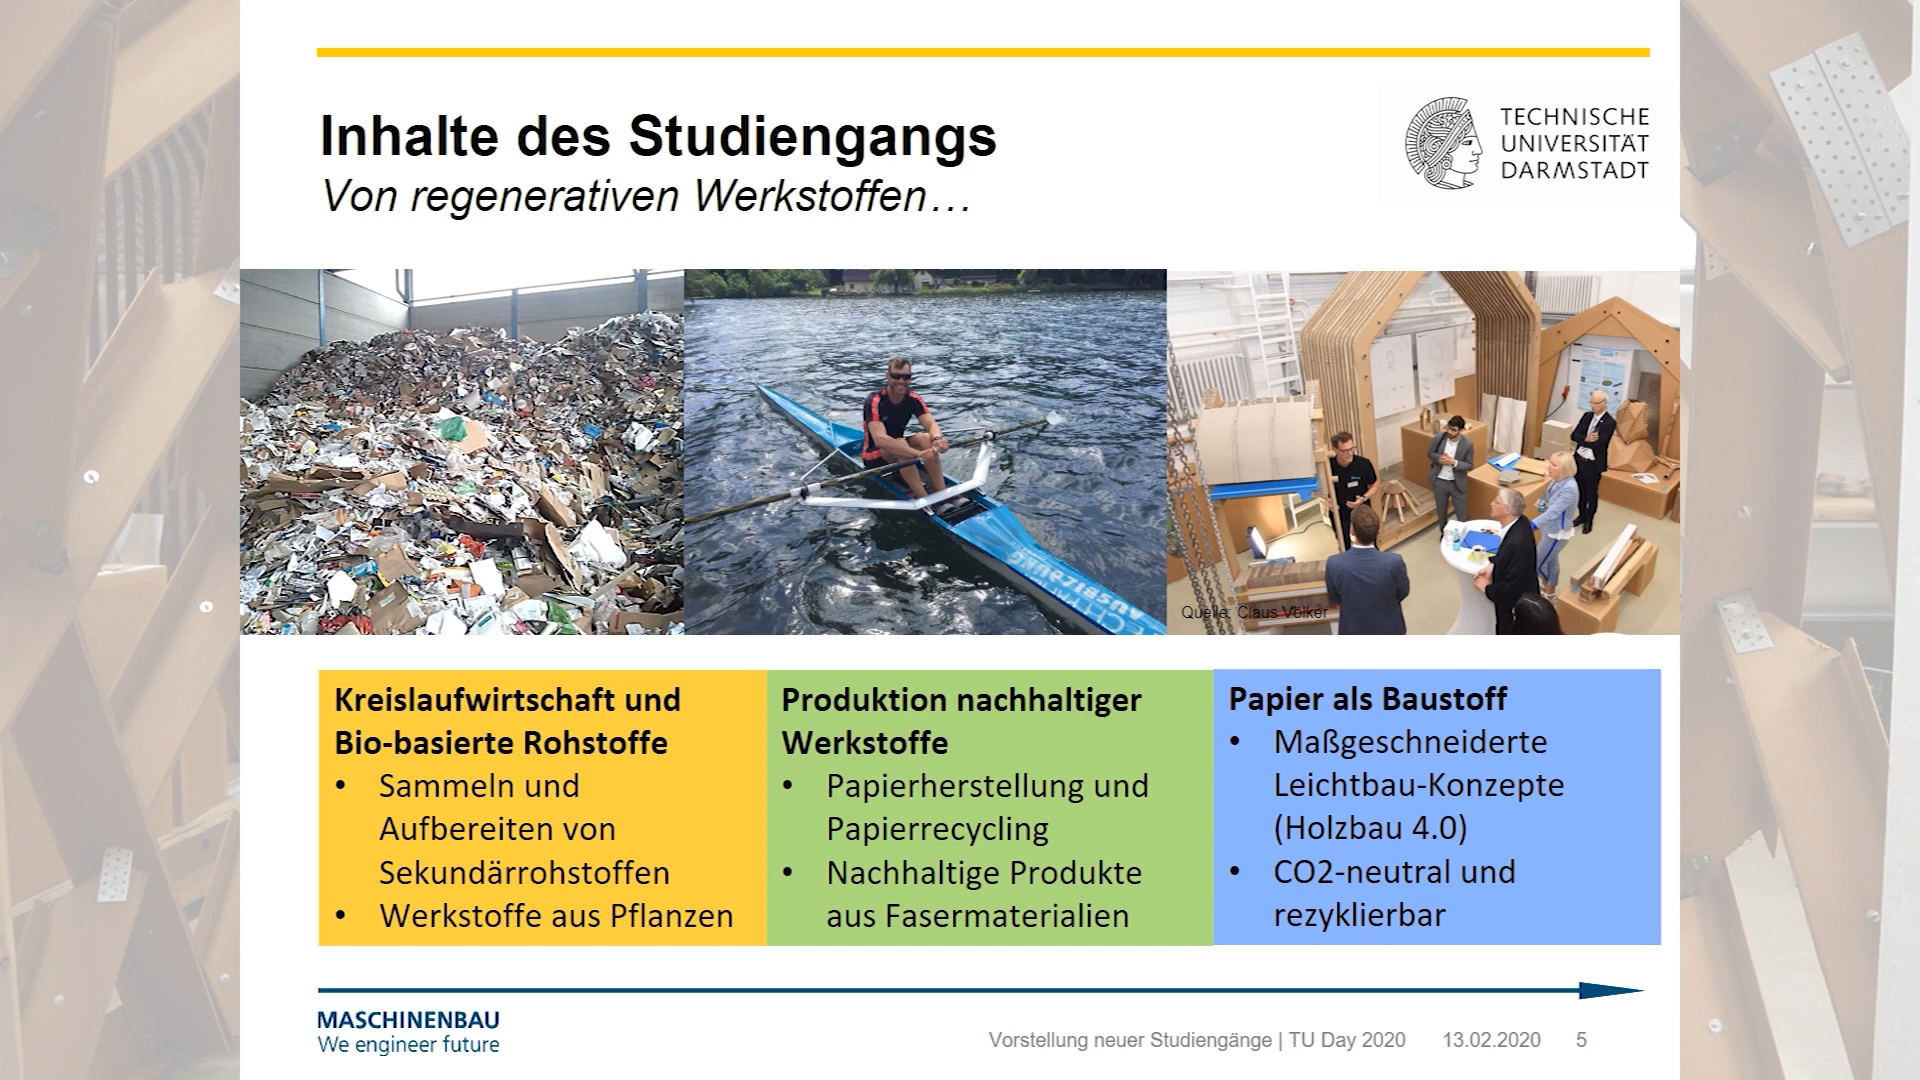 Inhalte des Studiengangs
Von regenerativen Werkstoffen…
TECHNISCHE
UNIVERSITÄT
DARMSTADT
Quelle: Claus Völker
Kreislaufwirtschaft und
Bio-basierte Rohstoffe
• Sammeln und
Aufbereiten von
Sekundärrohstoffen
• Werkstoffe aus Pflanzen
Produktion nachhaltiger
Werkstoffe
• Papierherstellung und
Papierrecycling
• Nachhaltige Produkte
aus Fasermaterialien
Papier als Baustoff
• Maßgeschneiderte
Leichtbau-Konzepte
(Holzbau 4.0)
• CO2-neutral und
rezyklierbar
MASCHINENBAU
We engineer future
Vorstellung neuer Studiengänge | TU Day 2020 13.02.2020 5